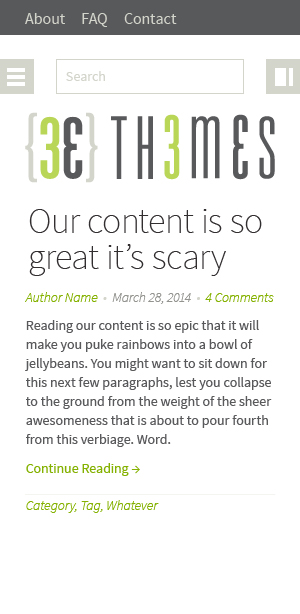 About FAQ Contact
Search
{3Ɛ} TH3MƐS
Our content is so
great it’s scary
Author Name • March 28, 2014 • 4 Comments
Reading our content is so epic that it will
make you puke rainbows into a bowl of
jellybeans. You might want to sit down for
this next few paragraphs, lest you collapse
to the ground from the weight of the sheer
awesomeness that is about to pour fourth
from this verbiage. Word.
Continue Reading →
Category, Tag, Whatever